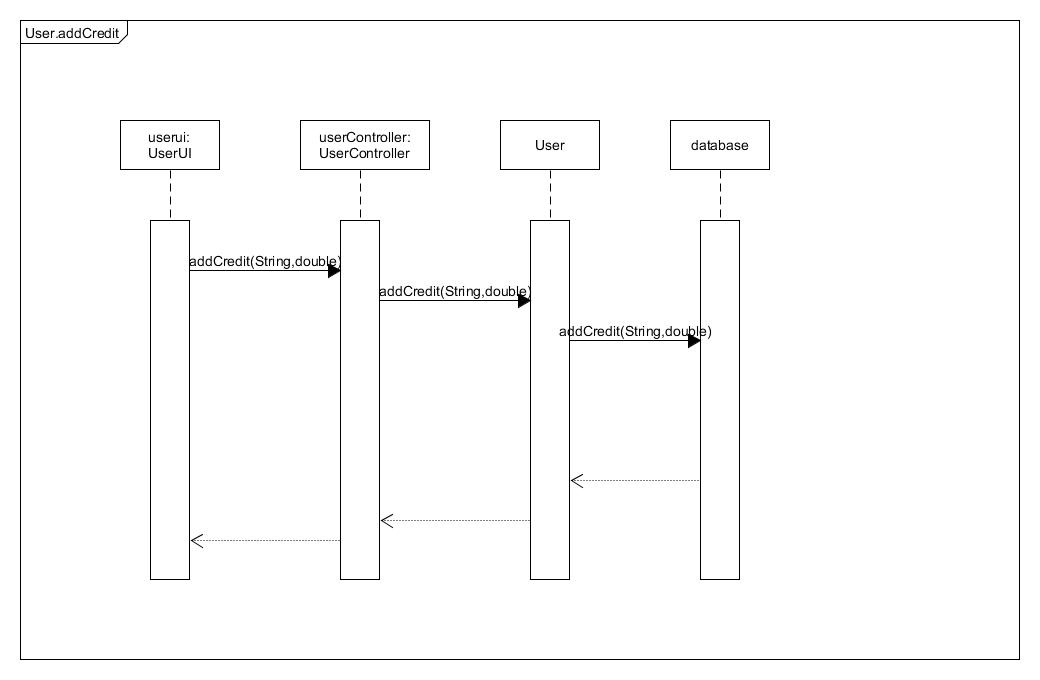 User.addCredit
userui:
UserUI
userController:
UserController
User
database
addCredit(String,double)
addCredit(String,double)
addCredit(String,double)